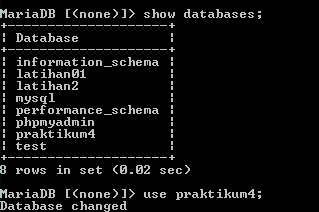 MariaDB [(none)]> show databases;
+--------------------+
| Database           |
+--------------------+
| information_schema |
| latihan01          |
| latihan2           |
| mysql              |
| performance_schema |
| phpmyadmin         |
| praktikum4         |
| test               |
+--------------------+
8 rows in set (0.02 sec)
MariaDB [(none)]> use praktikum4;
Database changed